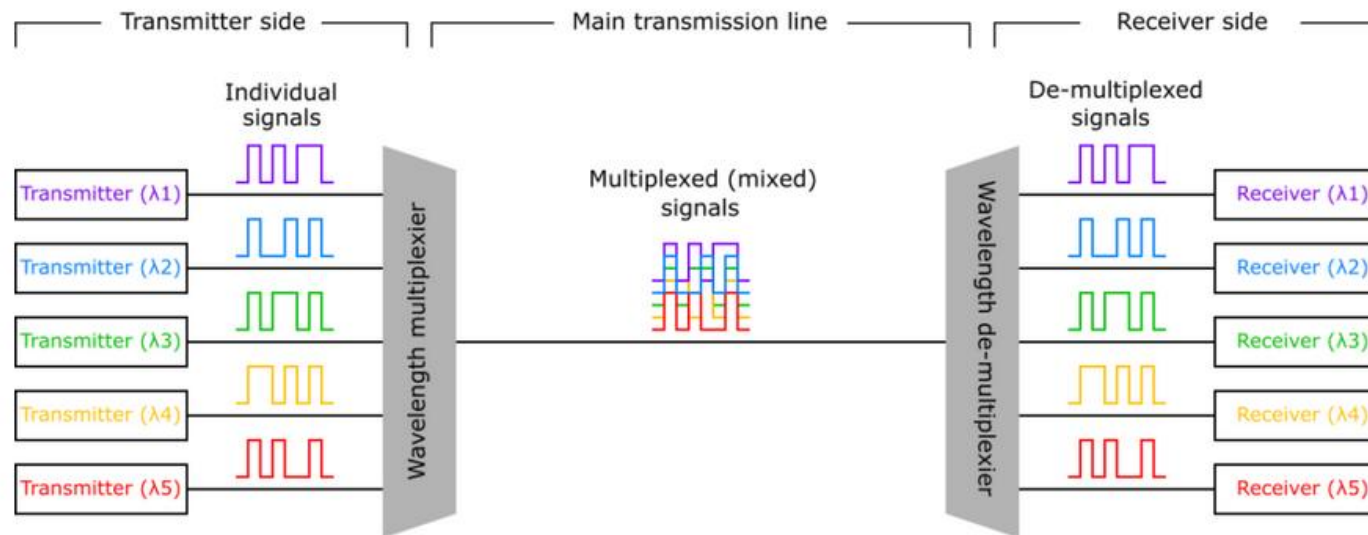 Transmitter side
Main transmission line
Receiver side
Individual
signals
De-multiplexed
signals
Multiplexed (mixed)
signals
Transmitter (λ1)
Transmitter (λ2)
Transmitter (λ3)
Transmitter (λ4)
Transmitter (λ5)
Wavelength multiplexier
Wavelength de-multiplexier
Receiver (λ1)
Receiver (λ2)
Receiver (λ3)
Receiver (λ4)
Receiver (λ5)